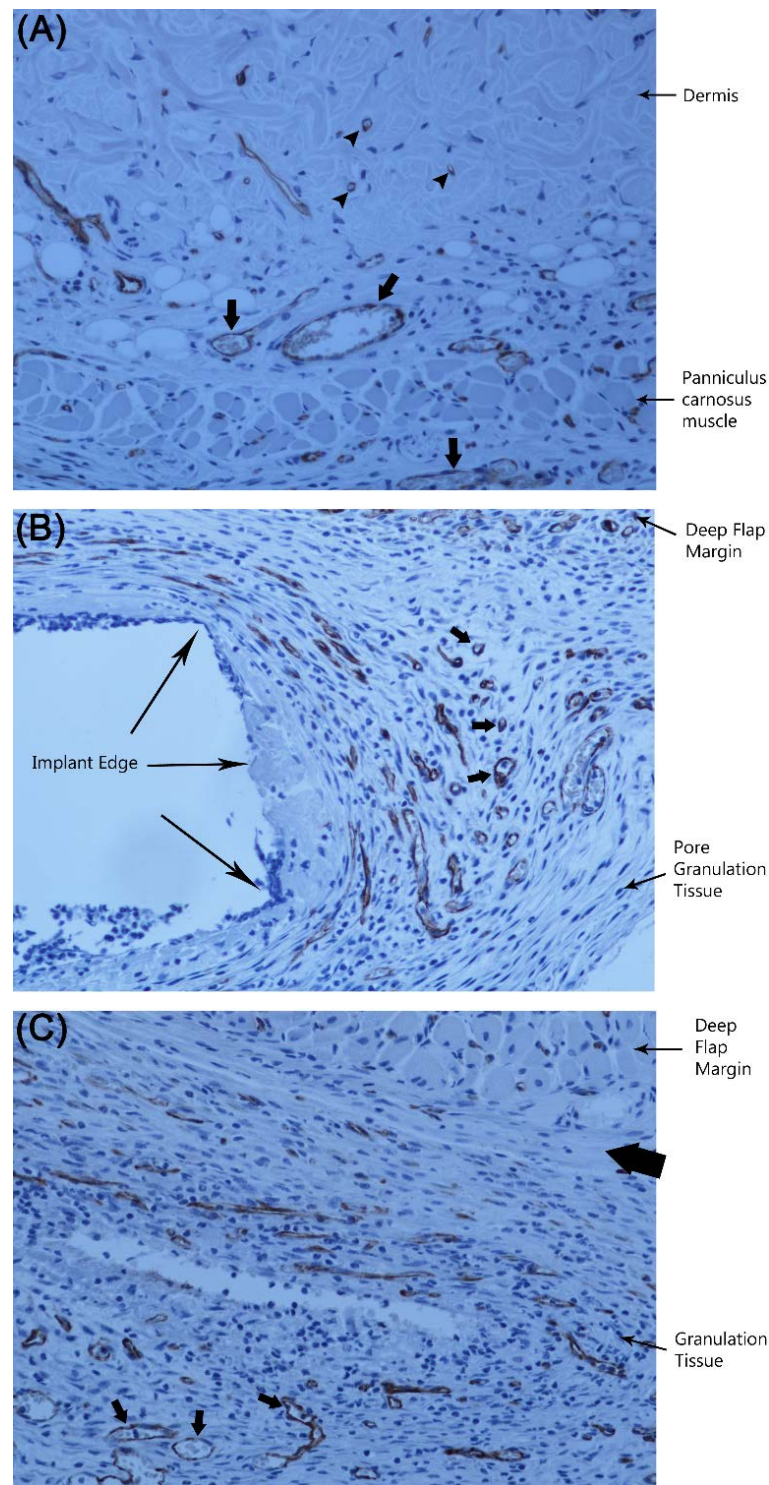 (A)
Dermis
Panniculus
carnosus
muscle
(B)
Deep Flap
Margin
Implant Edge
Pore
Granulation
Tissue
(C)
Deep
Flap
Margin
Granulation
Tissue